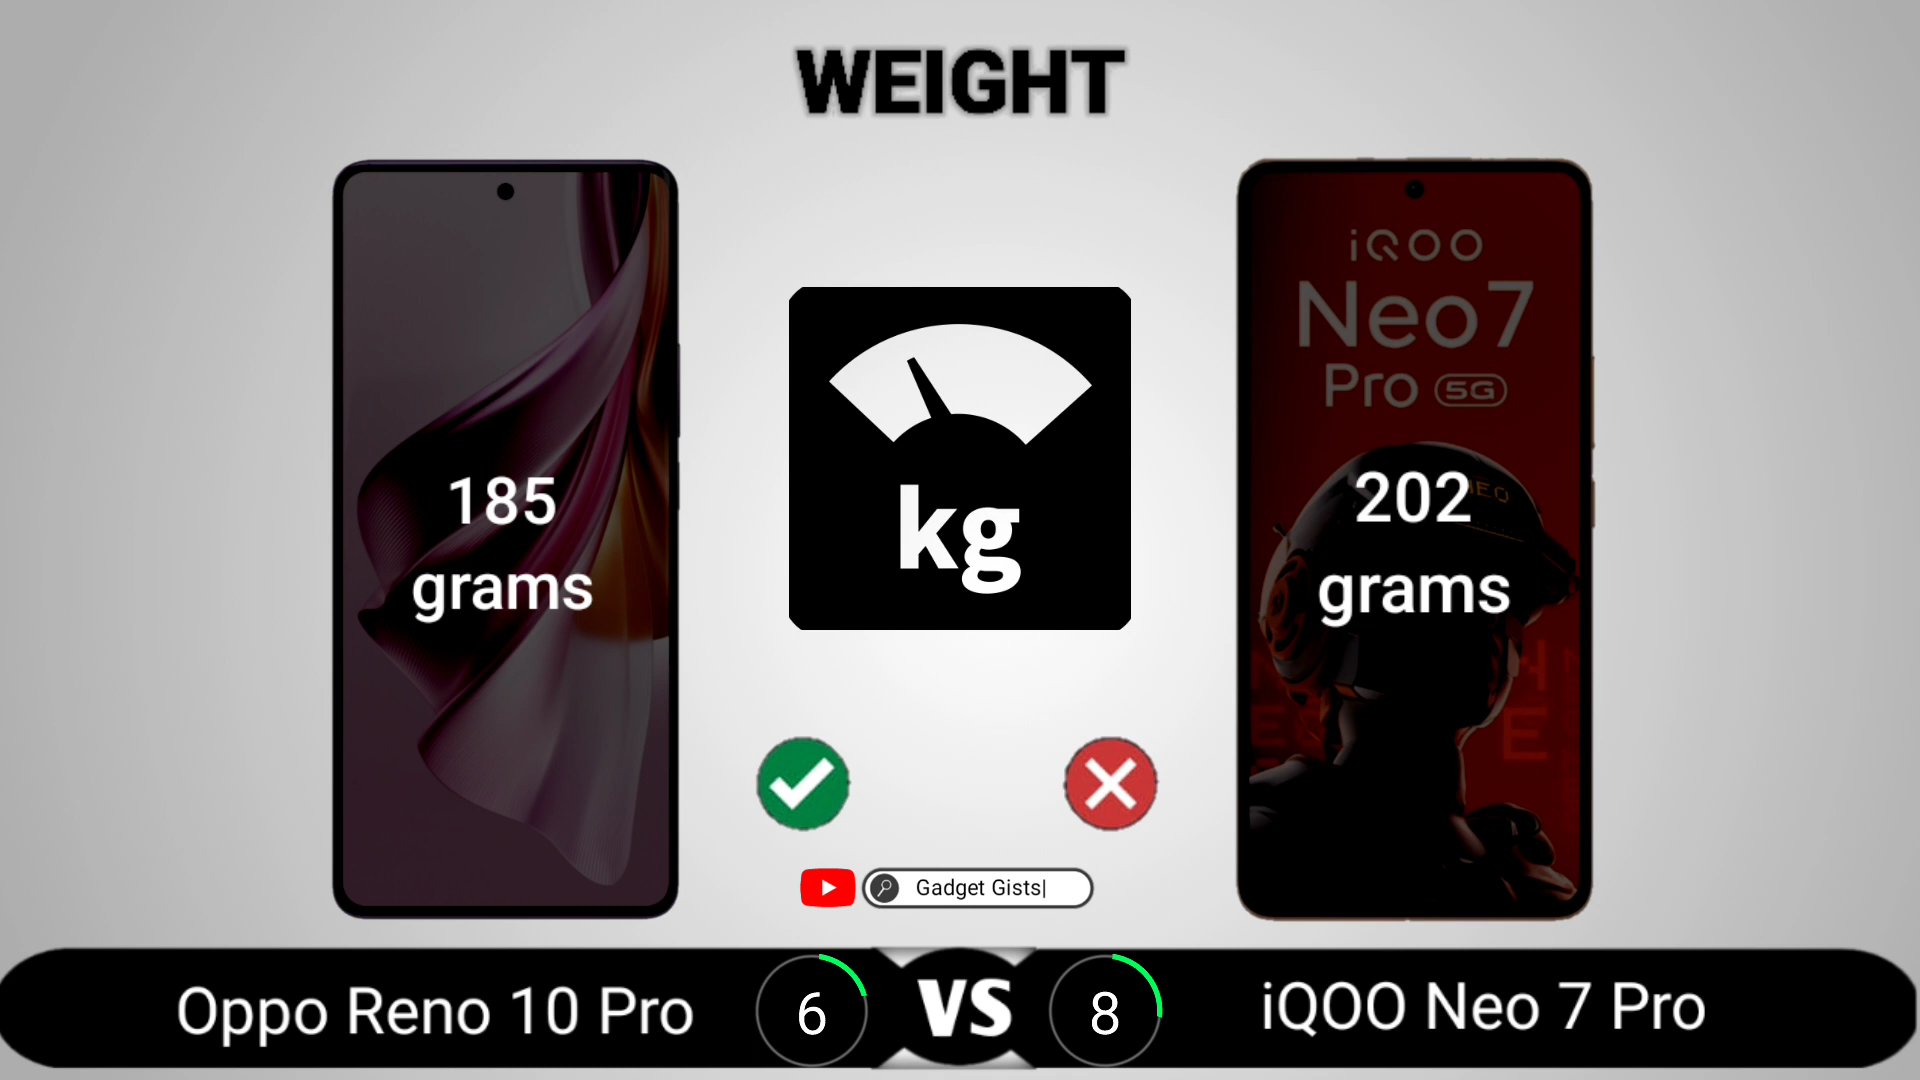 WEIGHT
iQOO
Neo7
Pro 5G
NEO
185
grams
kg
202
grams
Gadget Gists|
Oppo Reno 10 Pro
6
VS
8
iQOO Neo 7 Pro